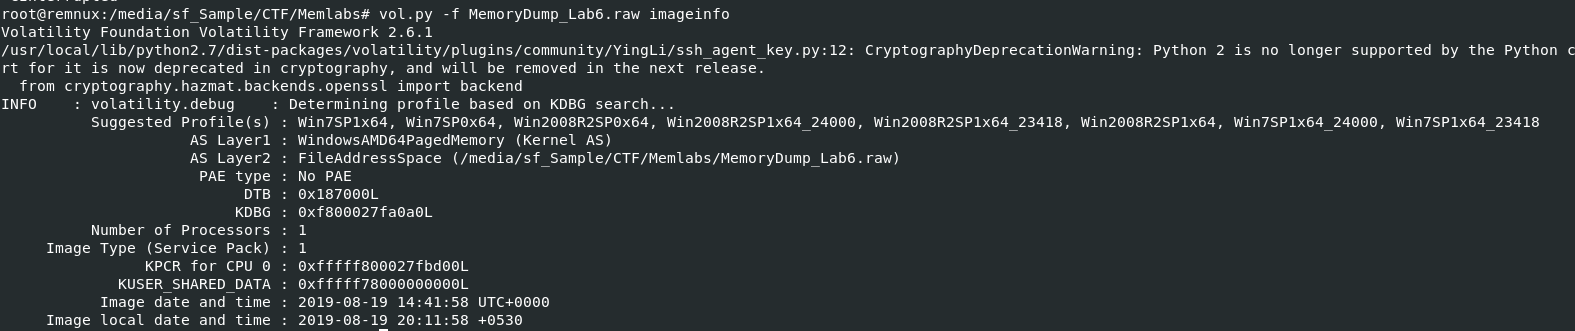 root@remnux:/media/sf_Sample/CTF/Memlabs# vol.py -f MemoryDump_Lab6.raw imageinfo
Volatility Foundation Volatility Framework 2.6.1
/usr/local/lib/python2.7/dist-packages/volatility/plugins/community/YingLi/ssh_agent_key.py:12: CryptographyDeprecationWarning: Python 2 is no longer supported by the Python c
rt for it is now deprecated in cryptography, and will be removed in the next release.
  from cryptography.hazmat.backends.openssl import backend
INFO    : volatility.debug    : Determining profile based on KDBG search...
          Suggested Profile(s) : Win7SP1x64, Win7SP0x64, Win2008R2SP0x64, Win2008R2SP1x64_24000, Win2008R2SP1x64_23418, Win2008R2SP1x64, Win7SP1x64_24000, Win7SP1x64_23418
                     AS Layer1 : WindowsAMD64PagedMemory (Kernel AS)
                     AS Layer2 : FileAddressSpace (/media/sf_Sample/CTF/Memlabs/MemoryDump_Lab6.raw)
                      PAE type : No PAE
                           DTB : 0x187000L
                          KDBG : 0xf800027fa0a0L
          Number of Processors : 1
     Image Type (Service Pack) : 1
                KPCR for CPU 0 : 0xfffff800027fbd00L
             KUSER_SHARED_DATA : 0xfffff78000000000L
           Image date and time : 2019-08-19 14:41:58 UTC+0000
     Image local date and time : 2019-08-19 20:11:58 +0530